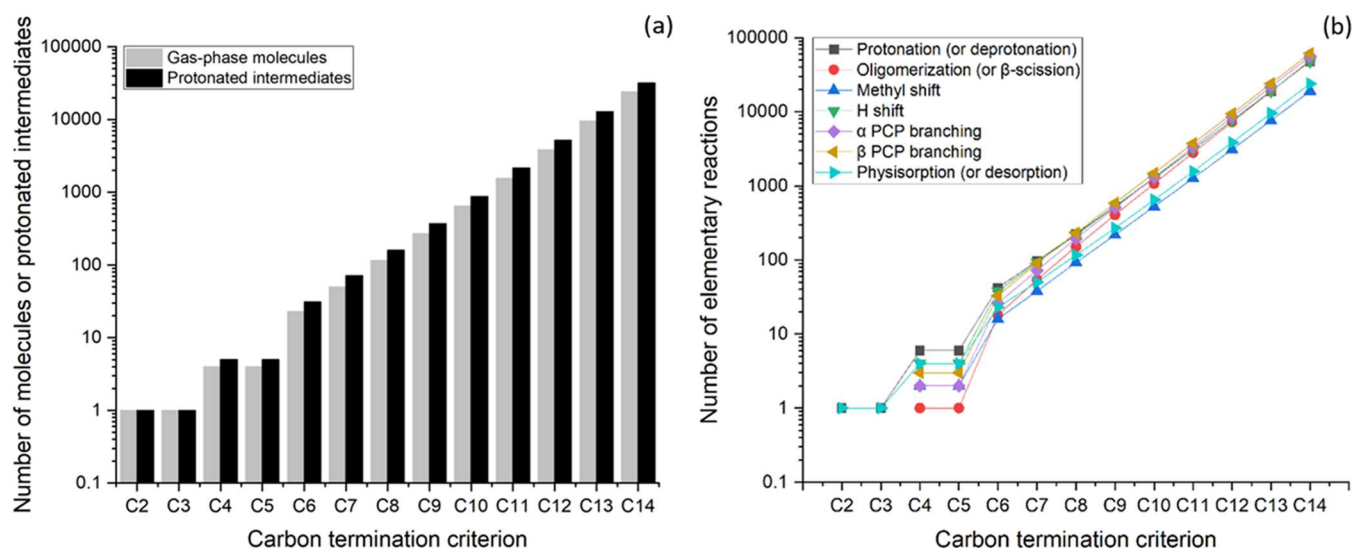 (a)
Number of molecules or protonated intermediates
100000
10000
1000
100
10
1
0.1
Gas-phase molecules
Protonated intermediates
C2 C3 C4 C5 C6 C7 C8 C9 C10 C11 C12 C13 C14
Carbon termination criterion
(b)
Number of elementary reactions
100000
10000
1000
100
10
1
0.1
Protonation (or deprotonation)
Oligomerization (or β-scission)
Methyl shift
H shift
α PCP branching
β PCP branching
Physisorption (or desorption)
C2 C3 C4 C5 C6 C7 C8 C9 C10 C11 C12 C13 C14
Carbon termination criterion